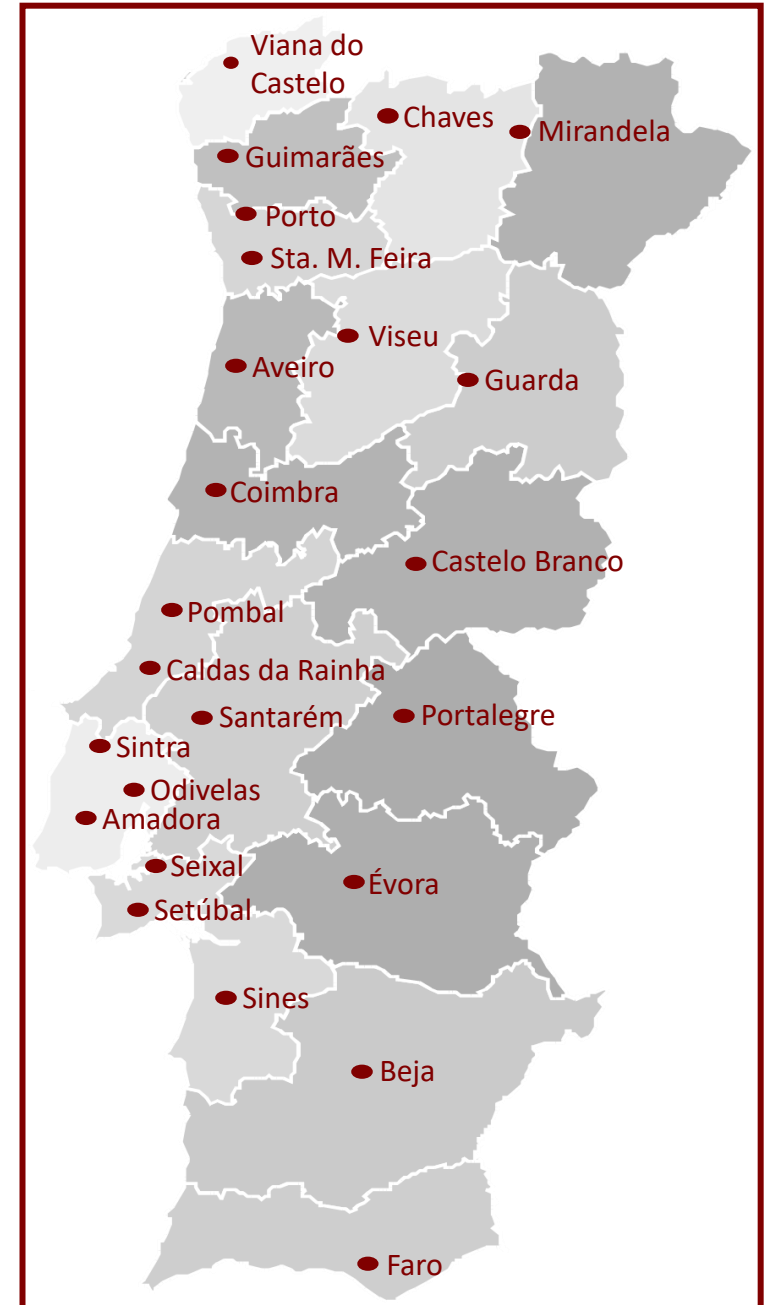 Viana do
Castelo
Chaves
Mirandela
Guimarães
Porto
Sta. M. Feira
Viseu
Aveiro
Guarda
Coimbra
Castelo Branco
Pombal
Caldas da Rainha
Santarém
Portalegre
Sintra
Odivelas
Amadora
Seixal
Évora
Setúbal
Sines
Beja
Faro